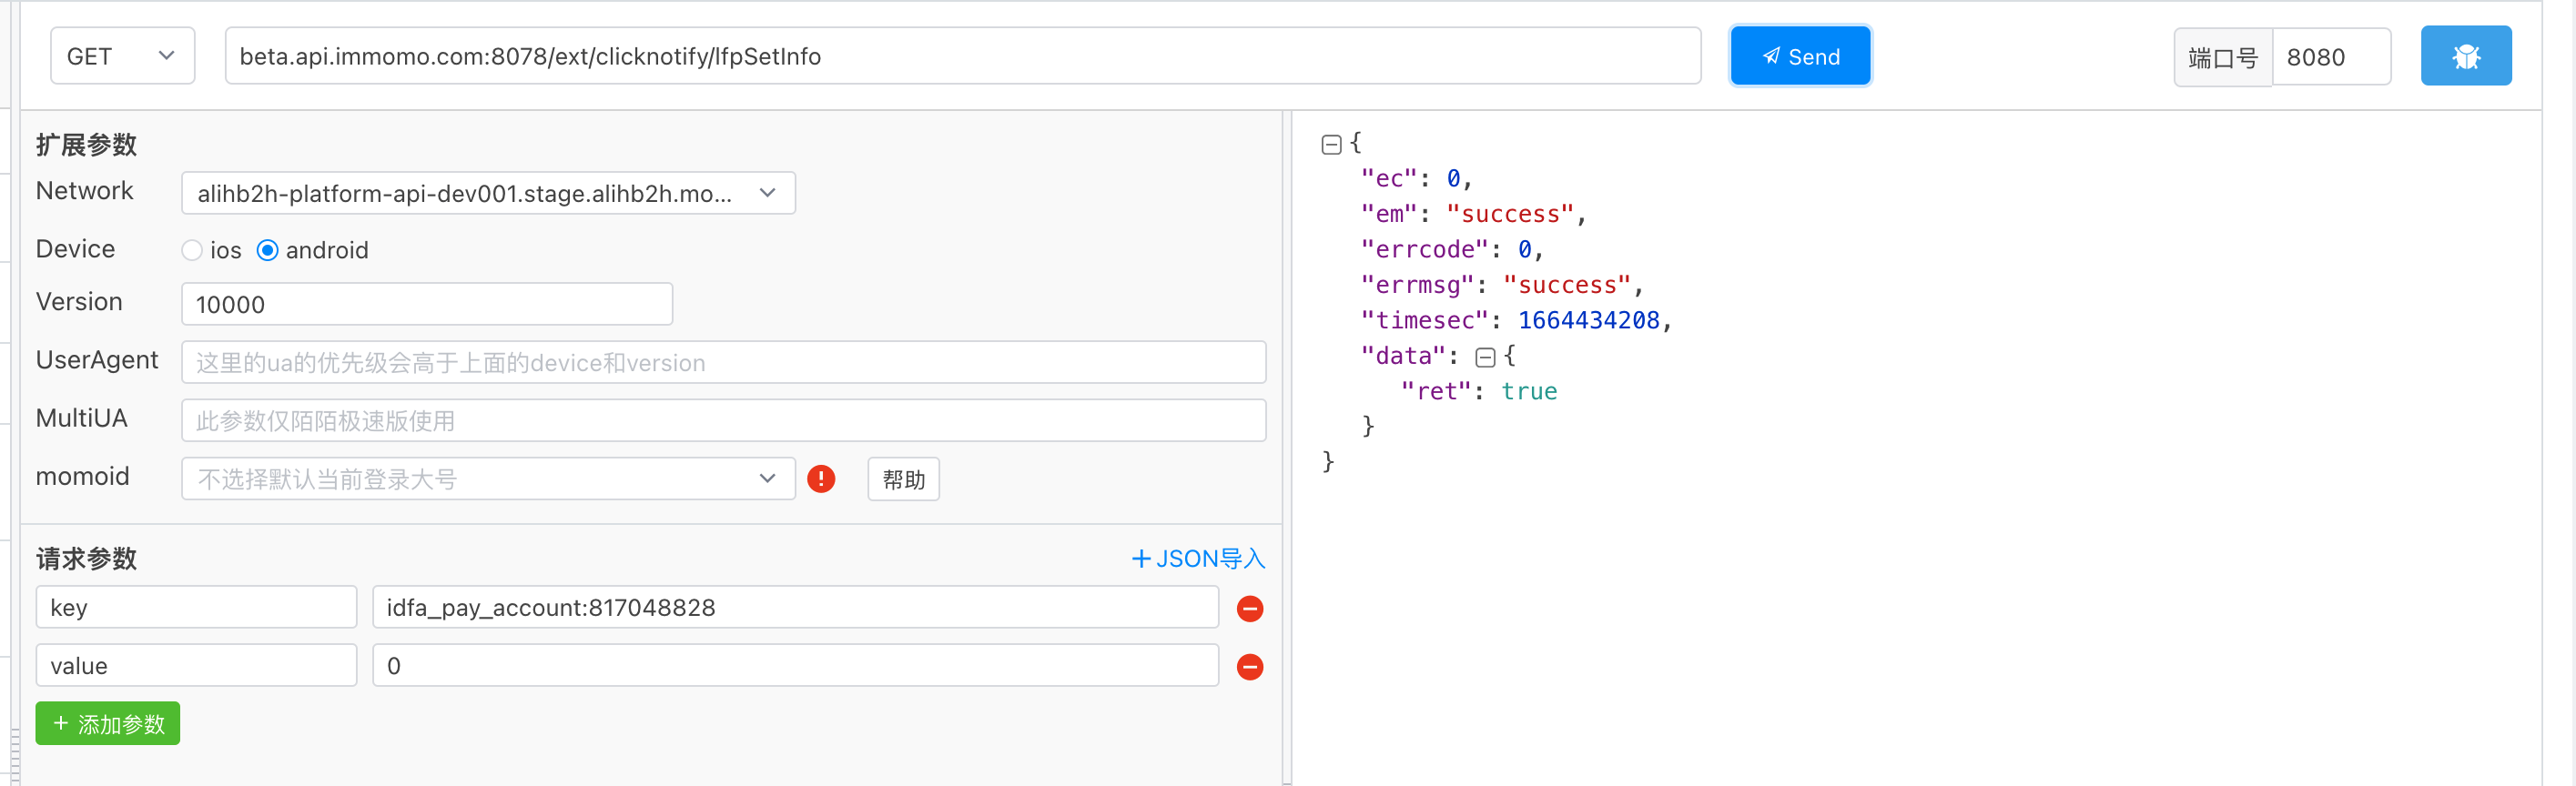 GET
beta.api.immomo.com:8078/ext/clicknotify/lfpSetInfo
Send
端口号
8080
扩展参数
Network
alihb2h-platform-api-dev001.stage.alihb2h.mo...
Device
ios
android
Version
10000
UserAgent
这里的ua的优先级会高于上面的device和version
MultiUA
此参数仅陌陌极速版使用
momoid
不选择默认当前登录大号
帮助
请求参数
+JSON导入
key
idfa_pay_account:817048828
value
0
+ 添加参数
{
"ec": 0,
"em": "success",
"errcode": 0,
"errmsg": "success",
"timesec": 1664434208,
"data": {
"ret": true
}
}